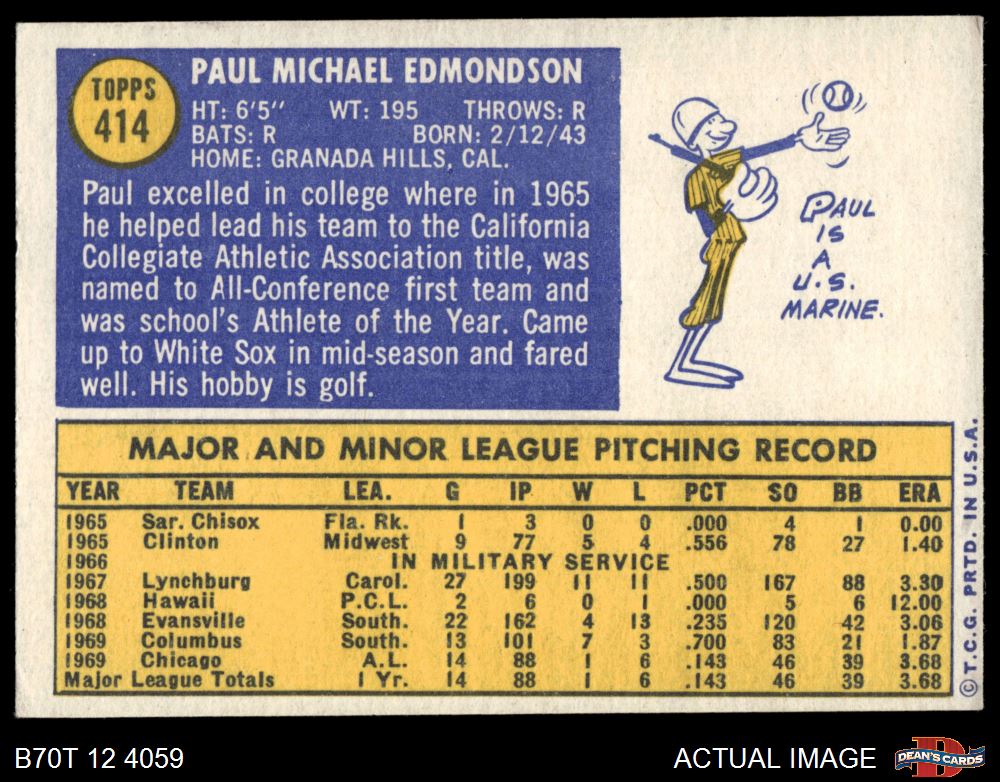 TOPPS
414
PAUL MICHAEL EDMONDSON
HT: 6'5" WT: 195 THROWS: R
BATS: R BORN: 2/12/43
HOME: GRANADA HILLS, CAL.
Paul excelled in college where in 1965
he helped lead his team to the California
Collegiate Athletic Association title, was
named to All-Conference first team and
was school's Athlete of the Year. Came
up to White Sox in mid-season and fared
well. His hobby is golf.
PAUL
IS
A
U.S.
MARINE.
MAJOR AND MINOR LEAGUE PITCHING RECORD
YEAR TEAM LEA. G IP W L PCT SO BB ERA
1965 Sar. Chisox Fla. Rk. 1 3 0 0 .000 4 1 0.00
1965 Clinton Midwest 9 77 5 4 .556 78 27 1.40
1966 IN MILITARY SERVICE
1967 Lynchburg Carol. 27 199 11 11 .500 167 88 3.30
1968 Hawaii P.C.L. 2 6 0 1 .000 5 6 12.00
1968 Evansville South. 22 162 4 13 .235 120 42 3.06
1969 Columbus South. 13 101 7 3 .700 83 21 1.87
1969 Chicago A.L. 14 88 1 6 .143 46 39 3.68
Major League Totals 1 Yr. 14 88 1 6 .143 46 39 3.68
© T.C.G. PRTD. IN U.S.A.
B70T 12 4059
ACTUAL IMAGE
D
DEAN'S CARDS